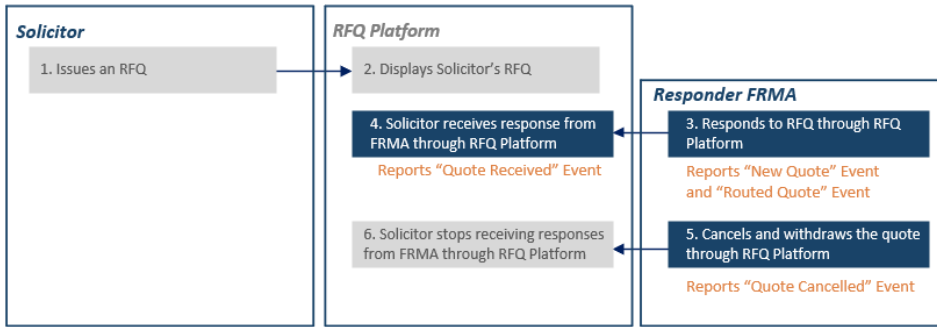 Solicitor
1. Issues an RFQ
RFQ Platform
2. Displays Solicitor's RFQ
4. Solicitor receives response from
FRMA through RFQ Platform
Reports “Quote Received” Event
6. Solicitor stops receiving responses
from FRMA through RFQ Platform
Responder FRMA
3. Responds to RFQ through RFQ
Platform
Reports “New Quote” Event
and “Routed Quote” Event
5. Cancels and withdraws the quote
through RFQ Platform
Reports “Quote Cancelled” Event